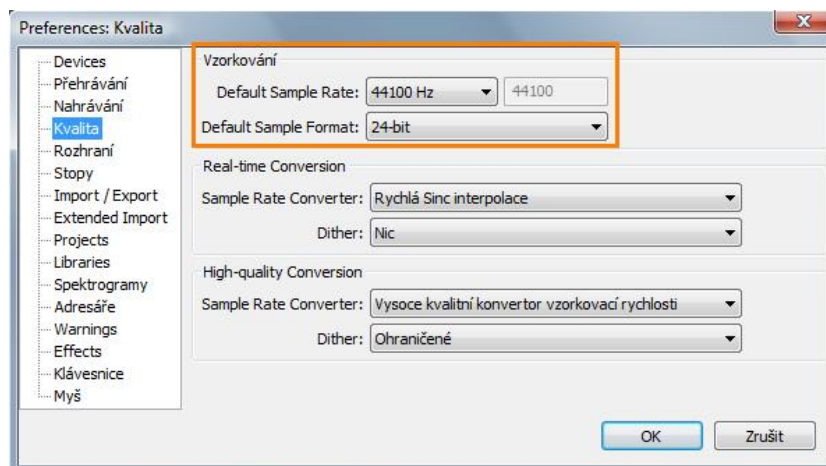 Preferences: Kvalita
Devices
Přehrávání
Nahrávání
Kvalita
Rozhraní
Stopy
Import / Export
Extended Import
Projects
Libraries
Spektrogramy
Adresáře
Warnings
Effects
Klávesnice
Myš
Vzorkování
Default Sample Rate: 44100 Hz 44100
Default Sample Format: 24-bit
Real-time Conversion
Sample Rate Converter: Rychlá Sinc interpolace
Dither: Nic
High-quality Conversion
Sample Rate Converter: Vysoce kvalitní konvertor vzorkovací rychlosti
Dither: Ohraničené
OK Zrušit